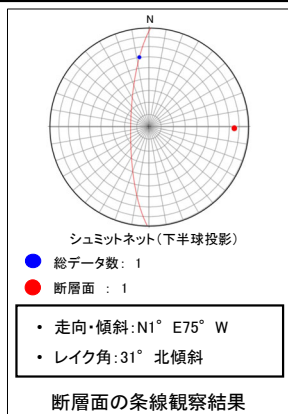 N
シュミットネット(下半球投影)
総データ数: 1
断層面 : 1
• 走向・傾斜:N1° E75° W
• レイク角:31° 北傾斜
断層面の条線観察結果